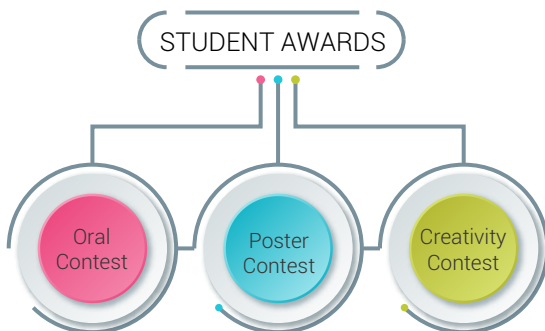 STUDENT AWARDS
Oral
Contest
Poster
Contest
Creativity
Contest